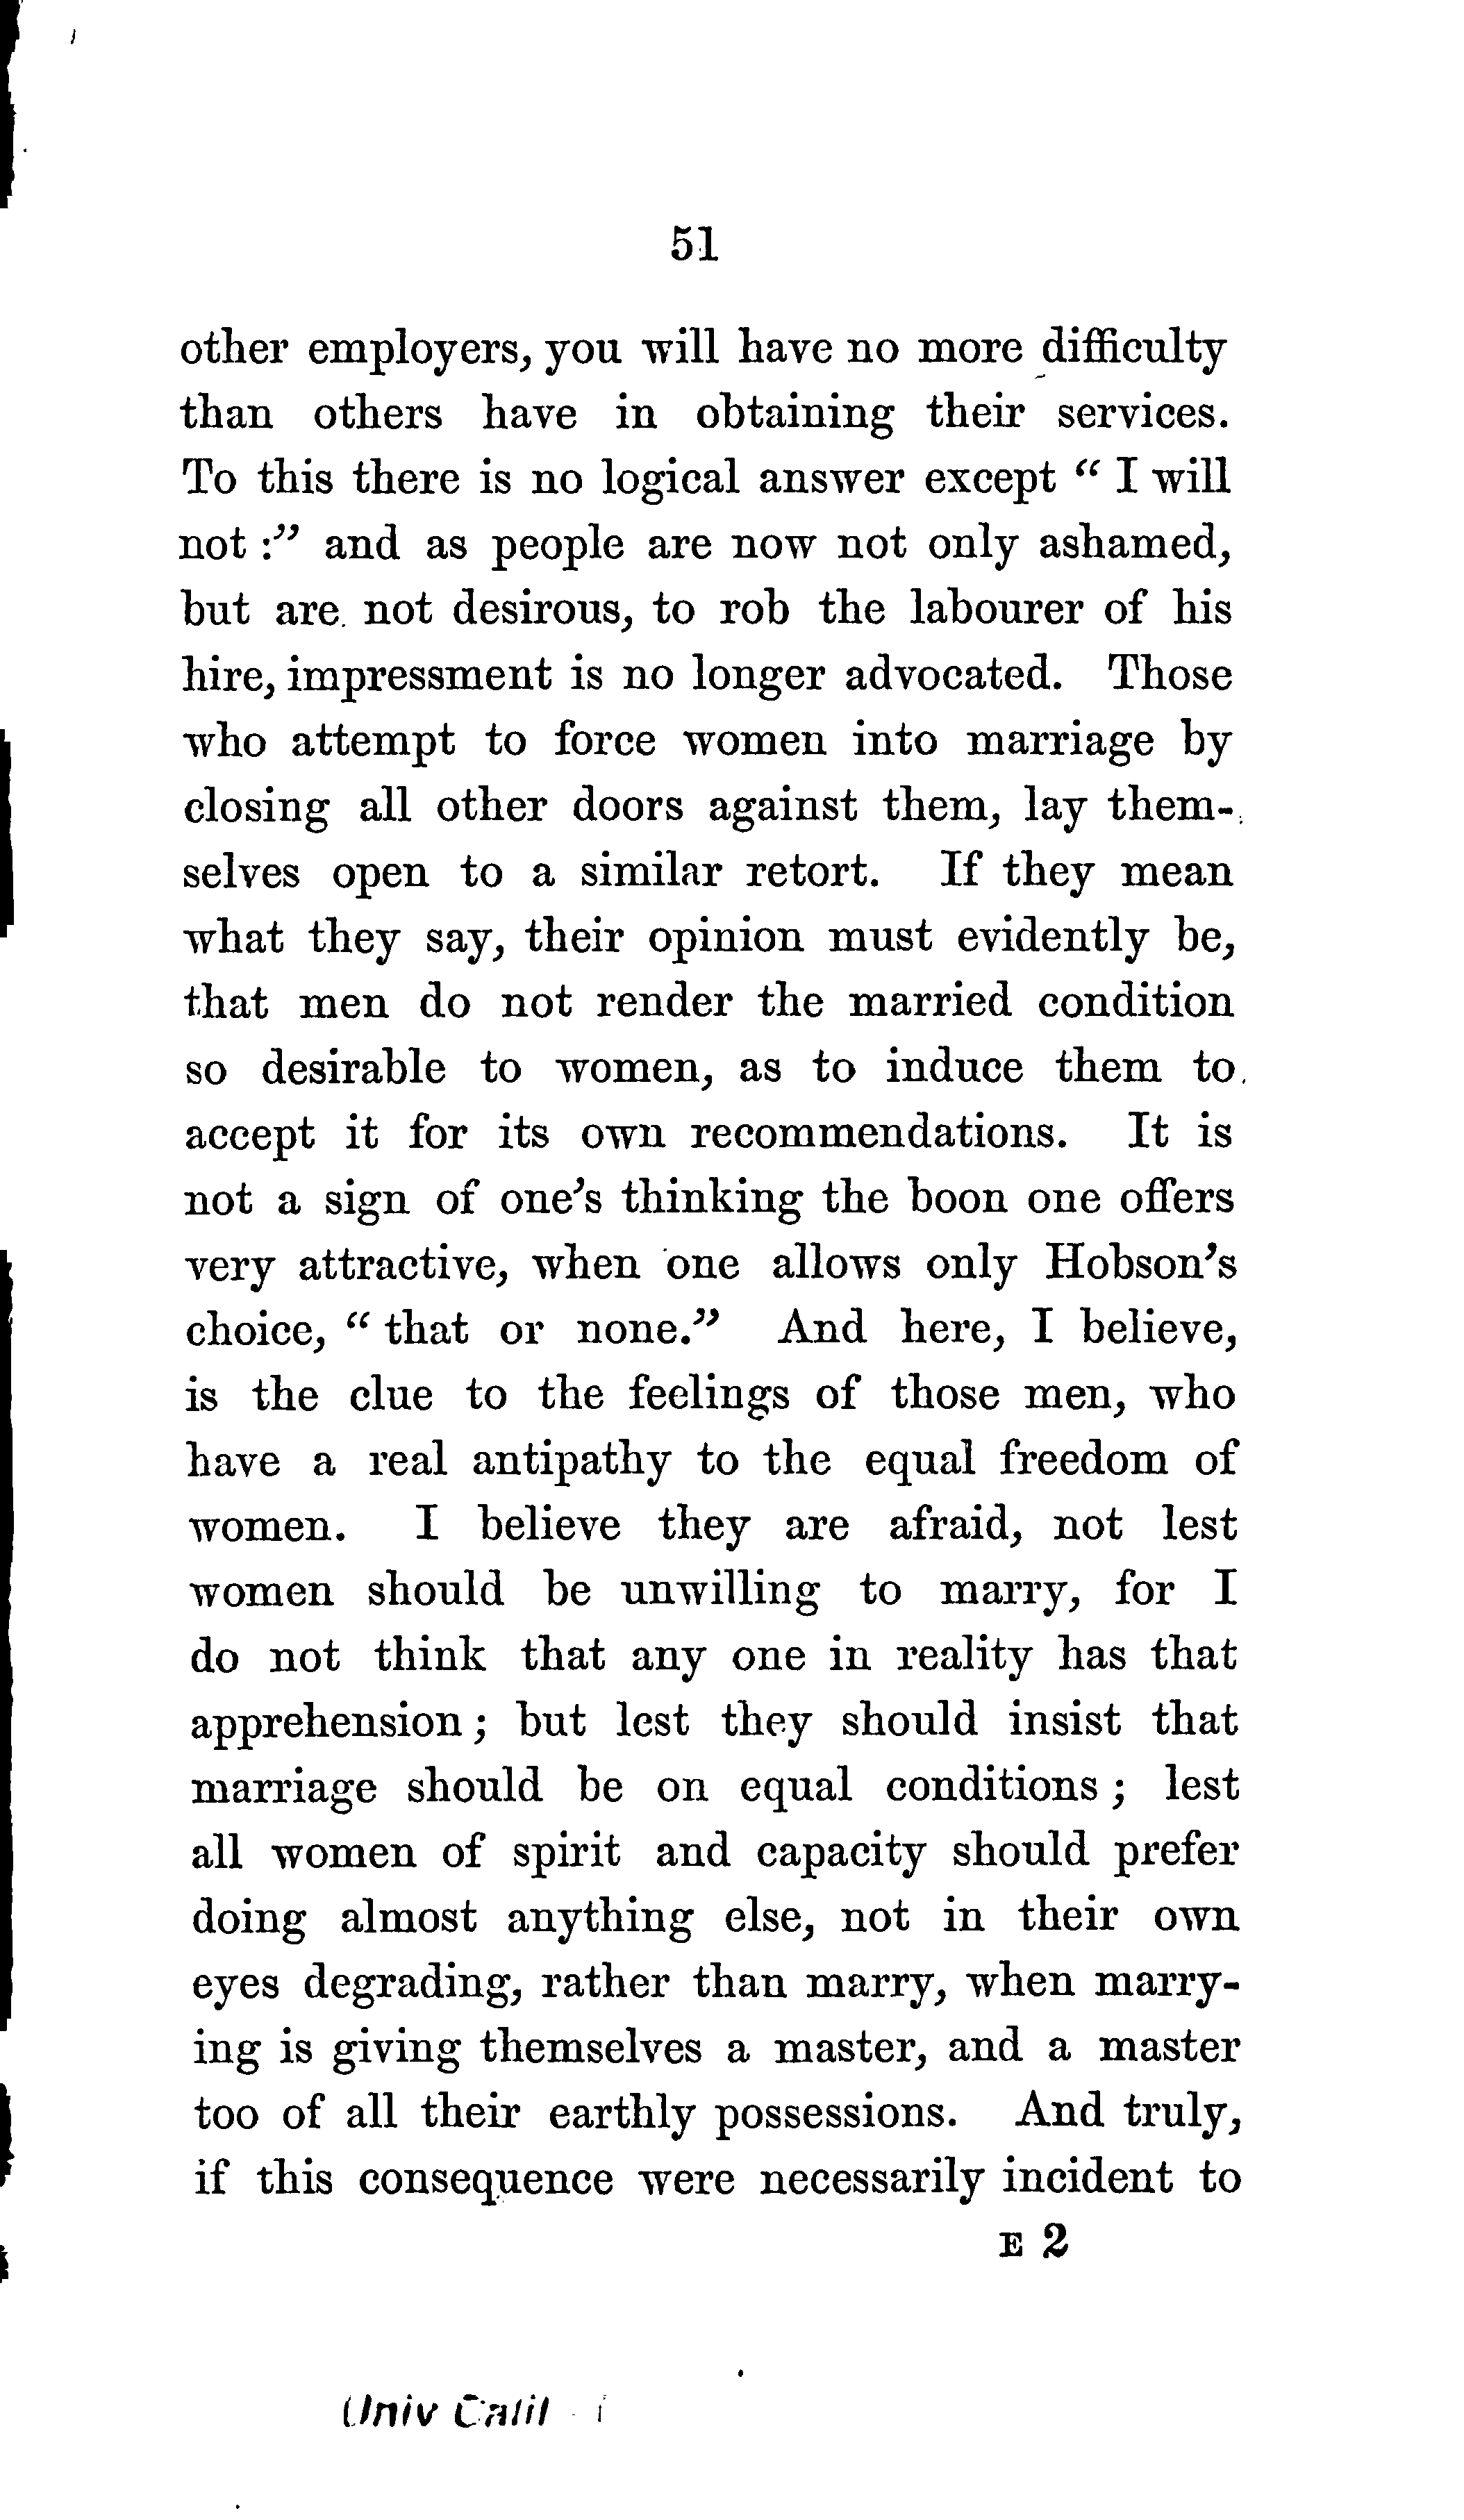 51
other employers, you will have no more difficulty
than others have in obtaining their services.
To this there is no logical answer except “ I will
not :” and as people are now not only ashamed,
but are not desirous, to rob the labourer of his
hire, impressment is no longer advocated. Those
who attempt to force women into marriage by
closing all other doors against them, lay them-
selves open to a similar retort. If they mean
what they say, their opinion must evidently be,
that men do not render the married condition
so desirable to women, as to induce them to
accept it for its own recommendations. It is
not a sign of one’s thinking the boon one offers
very attractive, when one allows only Hobson’s
choice, “ that or none.” And here, I believe,
is the clue to the feelings of those men, who
have a real antipathy to the equal freedom of
women. I believe they are afraid, not lest
women should be unwilling to marry, for I
do not think that any one in reality has that
apprehension ; but lest they should insist that
marriage should be on equal conditions ; lest
all women of spirit and capacity should prefer
doing almost anything else, not in their own
eyes degrading, rather than marry, when marry-
ing is giving themselves a master, and a master
too of all their earthly possessions. And truly,
if this consequence were necessarily incident to
E 2
Univ Calif